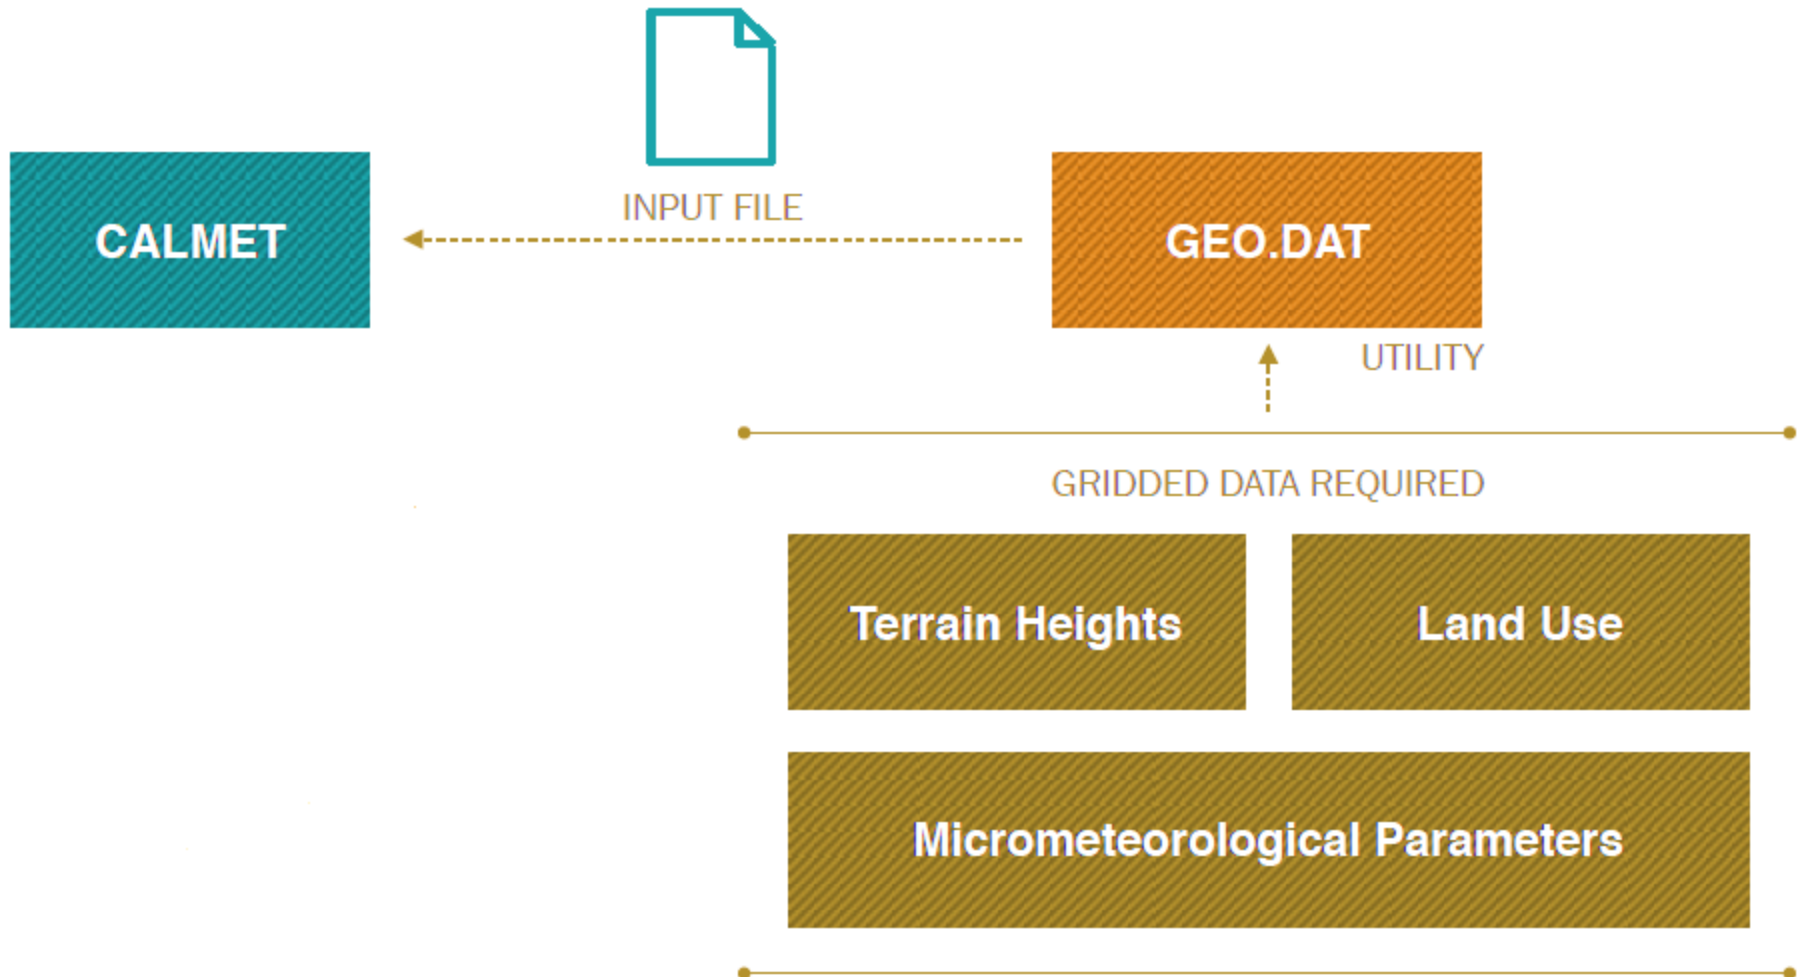 INPUT FILE
CALMET
GEO.DAT
UTILITY
GRIDDED DATA REQUIRED
Terrain Heights
Land Use
Micrometeorological Parameters